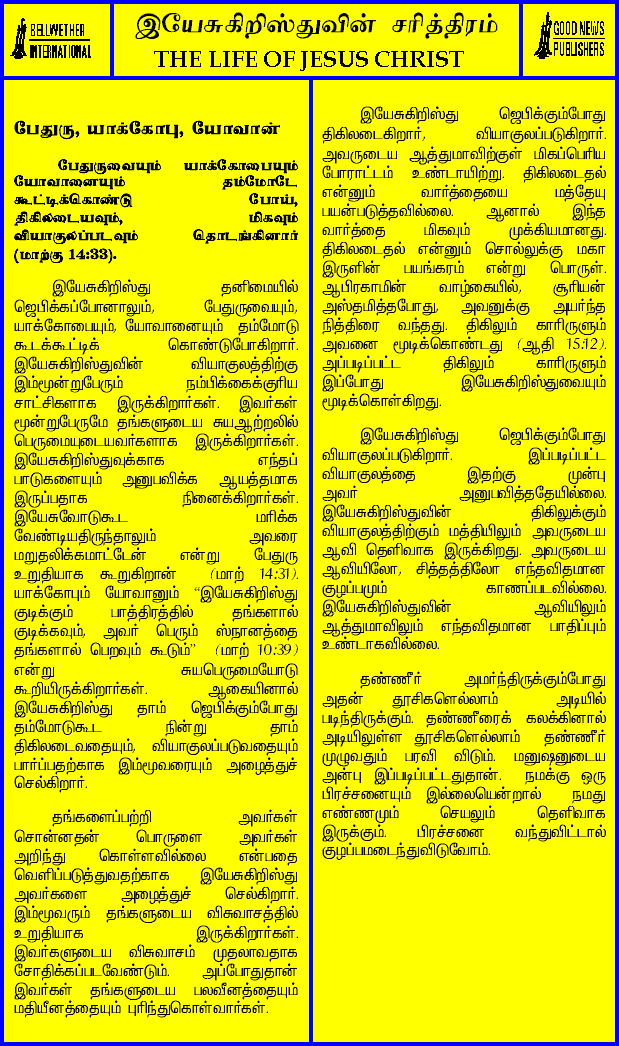 BELLWETHER
INTERNATIONAL
இயேசுகிறிஸ்துவின் சரித்திரம்
THE LIFE OF JESUS CHRIST
GOOD NEWS
PUBLISHERS
பேதுரு, யாக்கோபு, யோவான்
பேதுருவையும் யாக்கோபையும்
யோவானையும் தம்மோடே
கூட்டிக்கொண்டு போய்,
திகிலடையவும், மிகவும்
வியாகுலப்படவும் தொடங்கினார்
(மாற்கு 14:33).
இயேசுகிறிஸ்து தனிமையில்
ஜெபிக்கப்போனாலும், பேதுருவையும்,
யாக்கோபையும், யோவானையும் தம்மோடு
கூடக்கூட்டிக் கொண்டுபோகிறார்.
இயேசுகிறிஸ்துவின் வியாகுலத்திற்கு
இம்மூன்றுபேரும் நம்பிக்கைக்குரிய
சாட்சிகளாக இருக்கிறார்கள். இவர்கள்
மூன்றுபேருமே தங்களுடைய சுயஆற்றலில்
பெருமையுடையவர்களாக இருக்கிறார்கள்.
இயேசுகிறிஸ்துவுக்காக எந்தப்
பாடுகளையும் அனுபவிக்க ஆயத்தமாக
இருப்பதாக நினைக்கிறார்கள்.
இயேசுவோடுகூட மரிக்க
வேண்டியதிருந்தாலும் அவரை
மறுதலிக்கமாட்டேன் என்று பேதுரு
உறுதியாக கூறுகிறான் (மாற் 14:31).
யாக்கோபும் யோவானும் “இயேசுகிறிஸ்து
குடிக்கும் பாத்திரத்தில் தங்களால்
குடிக்கவும், அவர் பெரும் ஸ்நானத்தை
தங்களால் பெறவும் கூடும்” (மாற் 10:39)
என்று சுயபெருமையோடு
கூறியிருக்கிறார்கள். ஆகையினால்
இயேசுகிறிஸ்து தாம் ஜெபிக்கும்போது
தம்மோடுகூட நின்று தாம்
திகிலடைவதையும், வியாகுலப்படுவதையும்
பார்ப்பதற்காக இம்மூவரையும் அழைத்துச்
செல்கிறார்.
தங்களைப்பற்றி அவர்கள்
சொன்னதன் பொருளை அவர்கள்
அறிந்து கொள்ளவில்லை என்பதை
வெளிப்படுத்துவதற்காக இயேசுகிறிஸ்து
அவர்களை அழைத்துச் செல்கிறார்.
இம்மூவரும் தங்களுடைய விசுவாசத்தில்
உறுதியாக இருக்கிறார்கள்.
இவர்களுடைய விசுவாசம் முதலாவதாக
சோதிக்கப்படவேண்டும். அப்போதுதான்
இவர்கள் தங்களுடைய பலவீனத்தையும்
மதியீனத்தையும் புரிந்துகொள்வார்கள்.
இயேசுகிறிஸ்து ஜெபிக்கும்போது
திகிலடைகிறார், வியாகுலப்படுகிறார்.
அவருடைய ஆத்துமாவிற்குள் மிகப்பெரிய
போராட்டம் உண்டாயிற்று. திகிலடைதல்
என்னும் வார்த்தையை மத்தேயு
பயன்படுத்தவில்லை. ஆனால் இந்த
வார்த்தை மிகவும் முக்கியமானது.
திகிலடைதல் என்னும் சொல்லுக்கு மகா
இருளின் பயங்கரம் என்று பொருள்.
ஆபிரகாமின் வாழ்கையில், சூரியன்
அஸ்தமித்தபோது, அவனுக்கு அயர்ந்த
நித்திரை வந்தது. திகிலும் காரிருளும்
அவனை மூடிக்கொண்டது (ஆதி 15:12).
அப்படிப்பட்ட திகிலும் காரிருளும்
இப்போது இயேசுகிறிஸ்துவையும்
மூடிக்கொள்கிறது.
இயேசுகிறிஸ்து ஜெபிக்கும்போது
வியாகுலப்படுகிறார். இப்படிப்பட்ட
வியாகுலத்தை இதற்கு முன்பு
அவர் அனுபவித்ததேயில்லை.
இயேசுகிறிஸ்துவின் திகிலுக்கும்
வியாகுலத்திற்கும் மத்தியிலும் அவருடைய
ஆவி தெளிவாக இருக்கிறது. அவருடைய
ஆவியிலோ, சித்தத்திலோ எந்தவிதமான
குழப்பமும் காணப்படவில்லை.
இயேசுகிறிஸ்துவின் ஆவியிலும்
ஆத்துமாவிலும் எந்தவிதமான பாதிப்பும்
உண்டாகவில்லை.
தண்ணீர் அமர்ந்திருக்கும்போது
அதன் தூசிகளெல்லாம் அடியில்
படிந்திருக்கும். தண்ணீரைக் கலக்கினால்
அடியிலுள்ள தூசிகளெல்லாம் தண்ணீர்
முழுவதும் பரவி விடும். மனுஷனுடைய
அன்பு இப்படிப்பட்டதுதான். நமக்கு ஒரு
பிரச்சனையும் இல்லையென்றால் நமது
எண்ணமும் செயலும் தெளிவாக
இருக்கும். பிரச்சனை வந்துவிட்டால்
குழப்பமடைந்துவிடுவோம்.